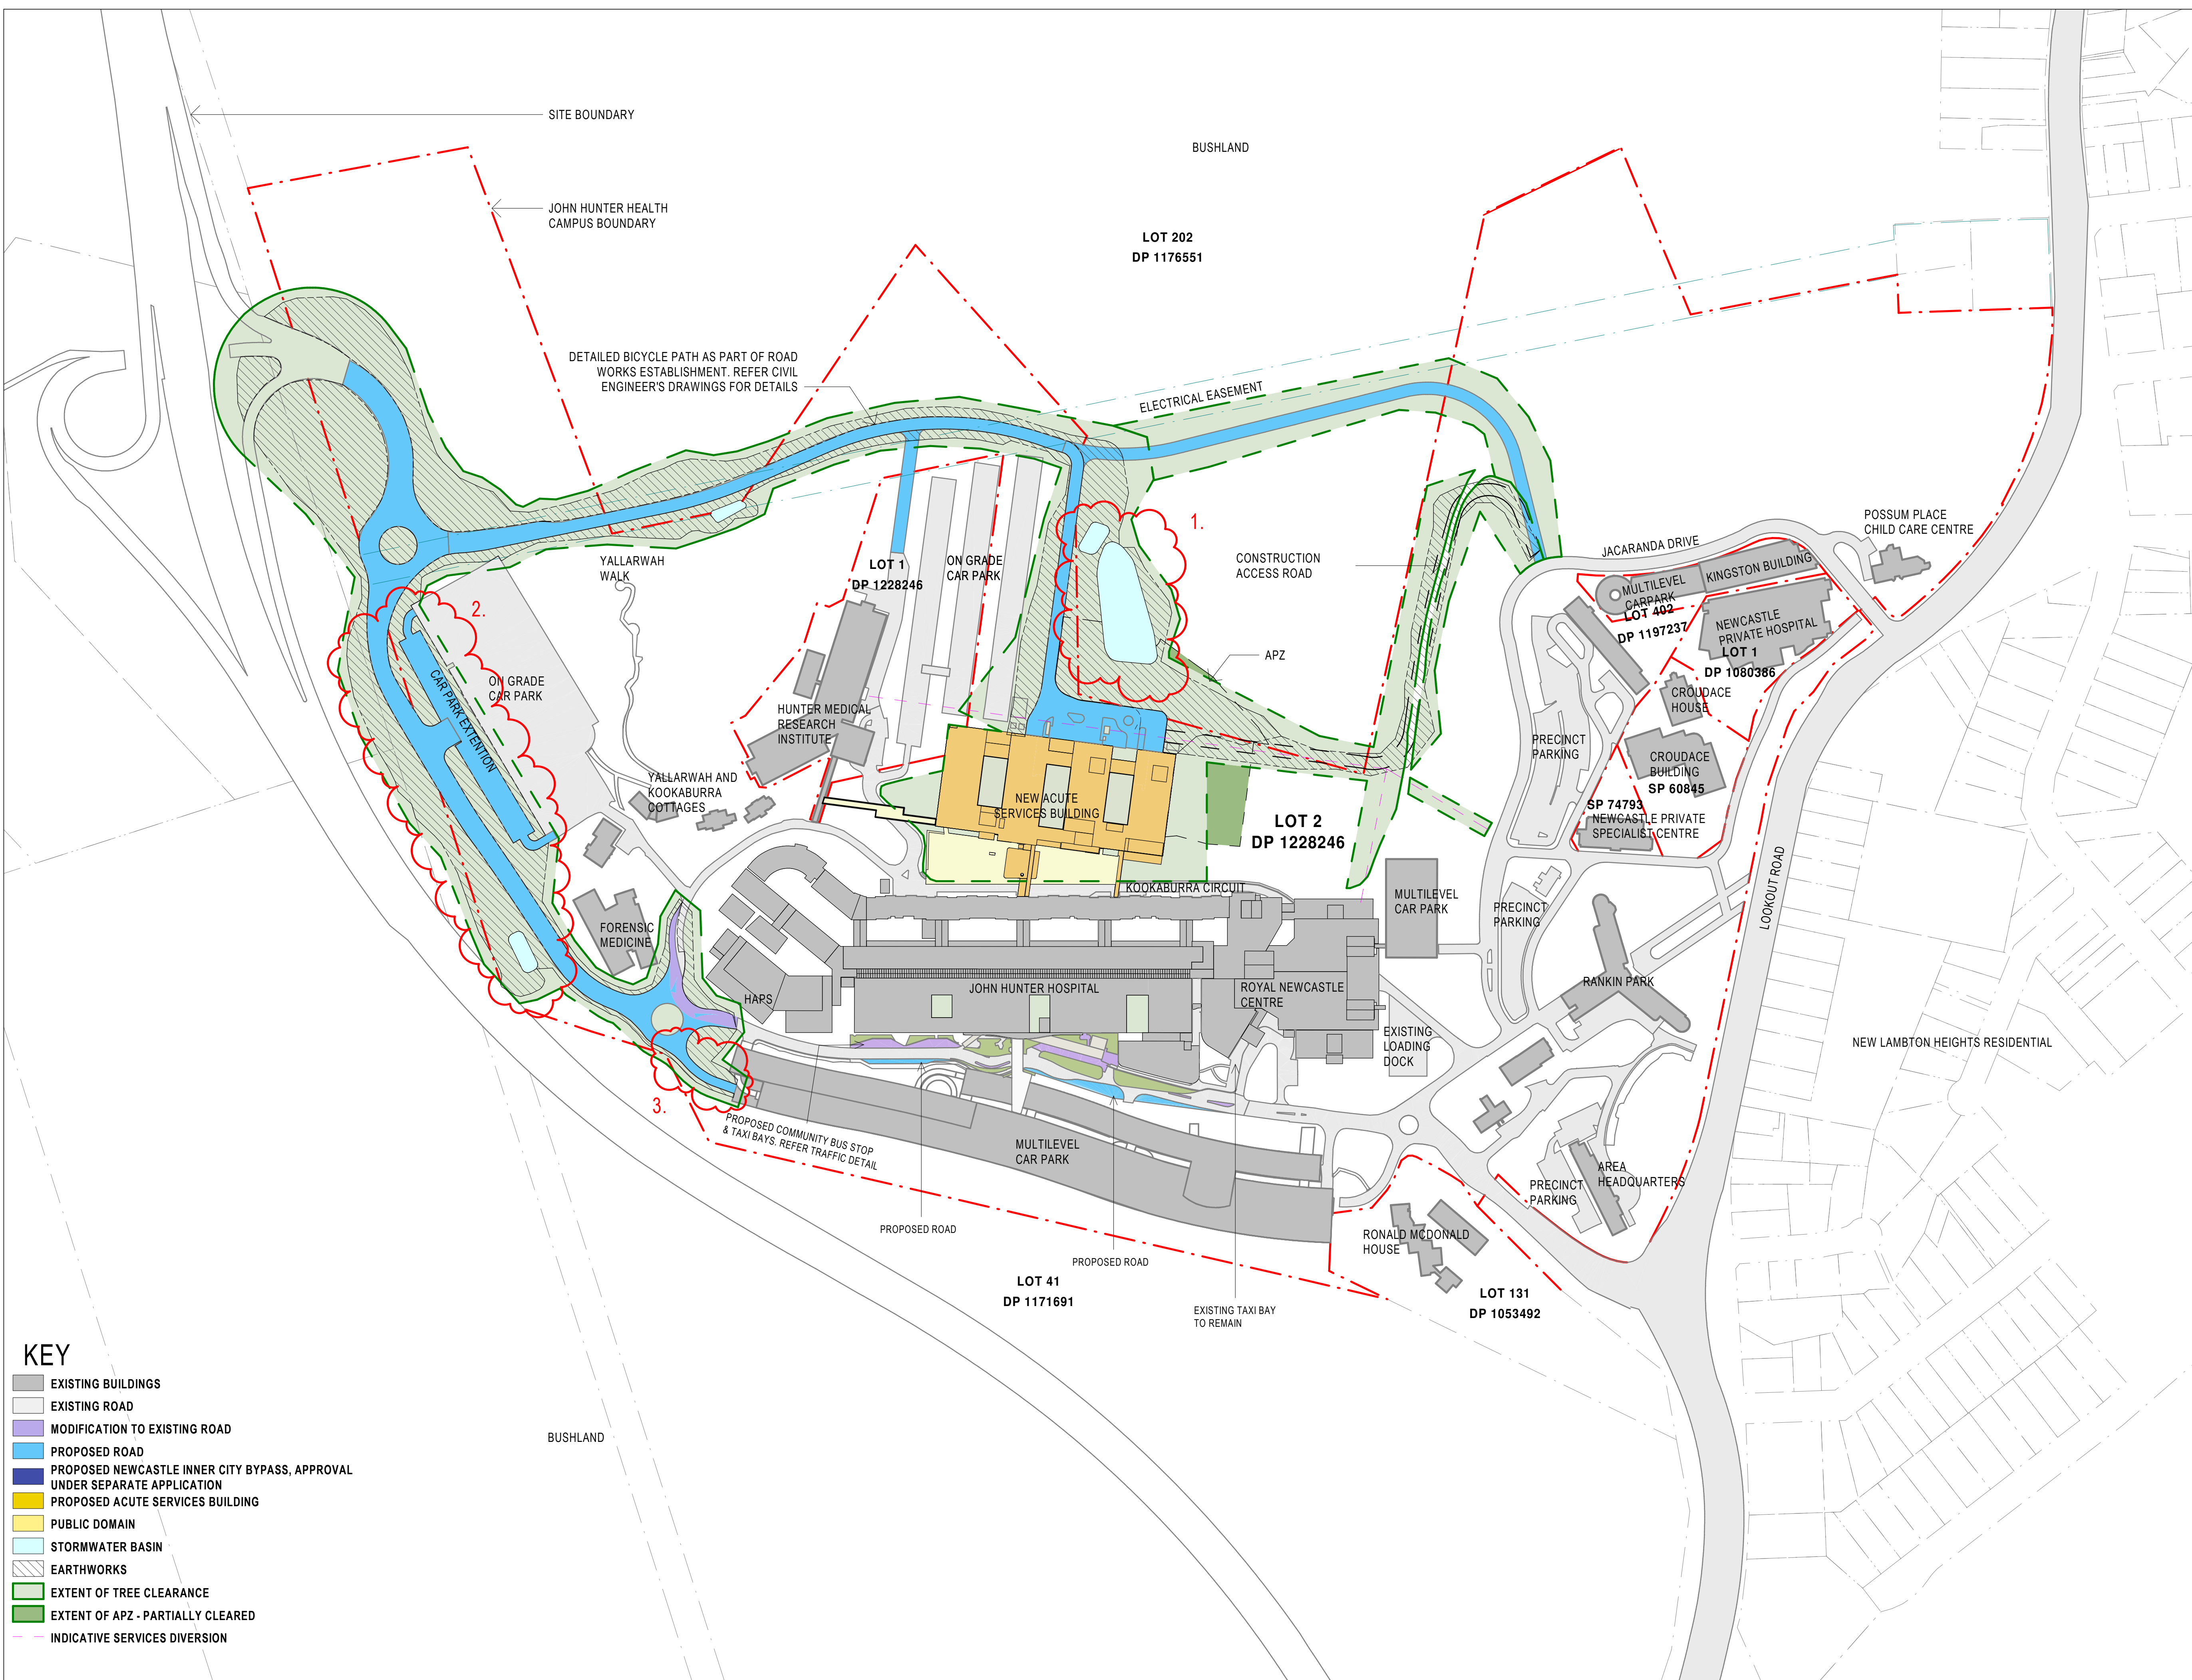 SITE BOUNDARY
BUSHLAND
JOHN HUNTER HEALTH
CAMPUS BOUNDARY
LOT 202
DP 1176551
DETAILED BICYCLE PATH AS PART OF ROAD
WORKS ESTABLISHMENT. REFER CIVIL
ENGINEER'S DRAWINGS FOR DETAILS
ELECTRICAL EASEMENT
1.
POSSUM PLACE
CHILD CARE CENTRE
JACARANDA DRIVE
CONSTRUCTION
ACCESS ROAD
YALLARWAH
WALK
LOT 1
DP 1228246
ON GRADE
CAR PARK
KINGSTON BUILDING
MULTILEVEL
CARPARK
LOT 402
DP 1197237
NEWCASTLE
PRIVATE HOSPITAL
LOT 1
DP 1080386
2.
APZ
ON GRADE
CAR PARK
CAR PARK EXTENTION
CROUDACE
HOUSE
HUNTER MEDICAL
RESEARCH
INSTITUTE
PRECINCT
PARKING
CROUDACE
BUILDING
SP 60845
YALLARWAH AND
KOOKABURRA
COTTAGES
NEW ACUTE
SERVICES BUILDING
SP 74793
NEWCASTLE PRIVATE
SPECIALIST CENTRE
LOT 2
DP 1228246
KOOKABURRA CIRCUIT
MULTILEVEL
CAR PARK
PRECINCT
PARKING
LOOKOUT ROAD
FORENSIC
MEDICINE
HAPS
JOHN HUNTER HOSPITAL
ROYAL NEWCASTLE
CENTRE
RANKIN PARK
EXISTING
LOADING
DOCK
NEW LAMBTON HEIGHTS RESIDENTIAL
3.
PROPOSED COMMUNITY BUS STOP
& TAXI BAYS. REFER TRAFFIC DETAIL
MULTILEVEL
CAR PARK
AREA
HEADQUARTERS
PRECINCT
PARKING
PROPOSED ROAD
RONALD MCDONALD
HOUSE
PROPOSED ROAD
LOT 41
DP 1171691
LOT 131
DP 1053492
EXISTING TAXI BAY
TO REMAIN
BUSHLAND
KEY
EXISTING BUILDINGS
EXISTING ROAD
MODIFICATION TO EXISTING ROAD
PROPOSED ROAD
PROPOSED NEWCASTLE INNER CITY BYPASS, APPROVAL
UNDER SEPARATE APPLICATION
PROPOSED ACUTE SERVICES BUILDING
PUBLIC DOMAIN
STORMWATER BASIN
EARTHWORKS
EXTENT OF TREE CLEARANCE
EXTENT OF APZ - PARTIALLY CLEARED
INDICATIVE SERVICES DIVERSION